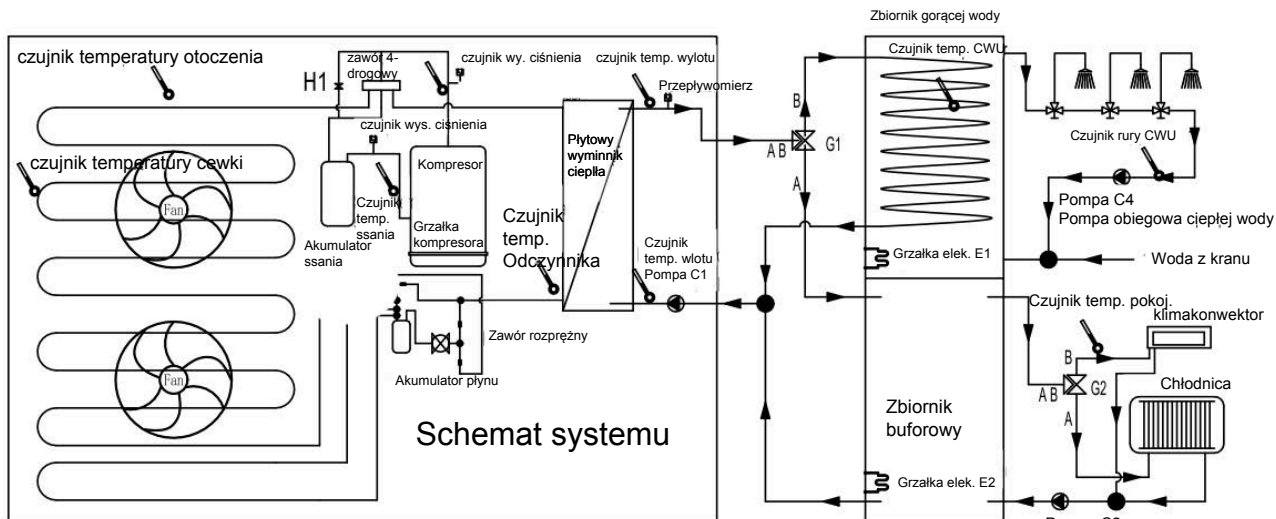 Zbiornik gorącej wody
czujnik temperatury otoczenia
H1
zawór 4-
drogowy
czujnik wy. ciśnienia
czujnik temp. wylotu
Przepływomierz
Czujnik temp. CWU
czujnik wys. ciśnienia
B
A B
G1
A
Płytowy
wyminnik
ciepłła
Kompresor
Grzałka
kompresora
czujnik temperatury cewki
Fan
Czujnik
temp.
ssania
Akumulator
ssania
Czujnik
temp.
Odczynnika
Czujnik
temp. wlotu
Pompa C1
Czujnik rury CWU
Pompa C4
Pompa obiegowa ciepłej wody
Grzałka elek. E1
Woda z kranu
Zawór rozprężny
Akumulator płynu
Fan
Schemat systemu
Czujnik temp. pokoj.
klimakonwektor
B
A B
G2
A
Chłodnica
Zbiornik
buforowy
Grzałka elek. E2